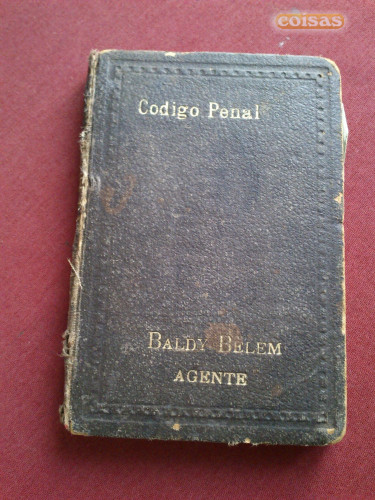 coisas
Codigo Penal
BALDY BELEM
AGENTE